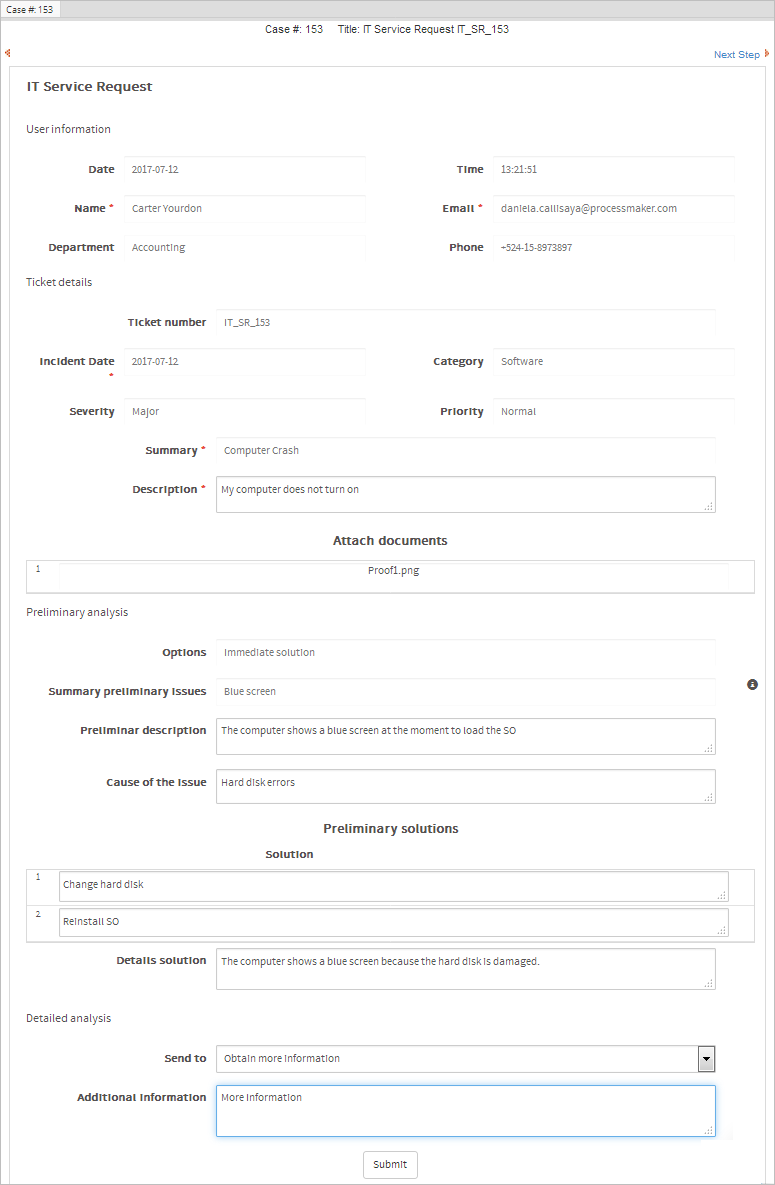 Case #: 153
Case #: 153 Title: IT Service Request IT_SR_153
Next Step
IT Service Request
User information
Date 2017-07-12 Time 13:21:51
Name * Carter Yourdon Email * daniela.callisaya@processmaker.com
Department Accounting Phone +524-15-8973897
Ticket details
Ticket number IT_SR_153
Incident Date * 2017-07-12 Category Software
Severity Major Priority Normal
Summary * Computer Crash
Description * My computer does not turn on
Attach documents
1 Proof1.png
Preliminary analysis
Options Immediate solution
Summary preliminary issues Blue screen
Preliminar description The computer shows a blue screen at the moment to load the SO
Cause of the issue Hard disk errors
Preliminary solutions
Solution
1 Change hard disk
2 Reinstall SO
Details solution The computer shows a blue screen because the hard disk is damaged.
Detailed analysis
Send to Obtain more information
Additional information More information
Submit